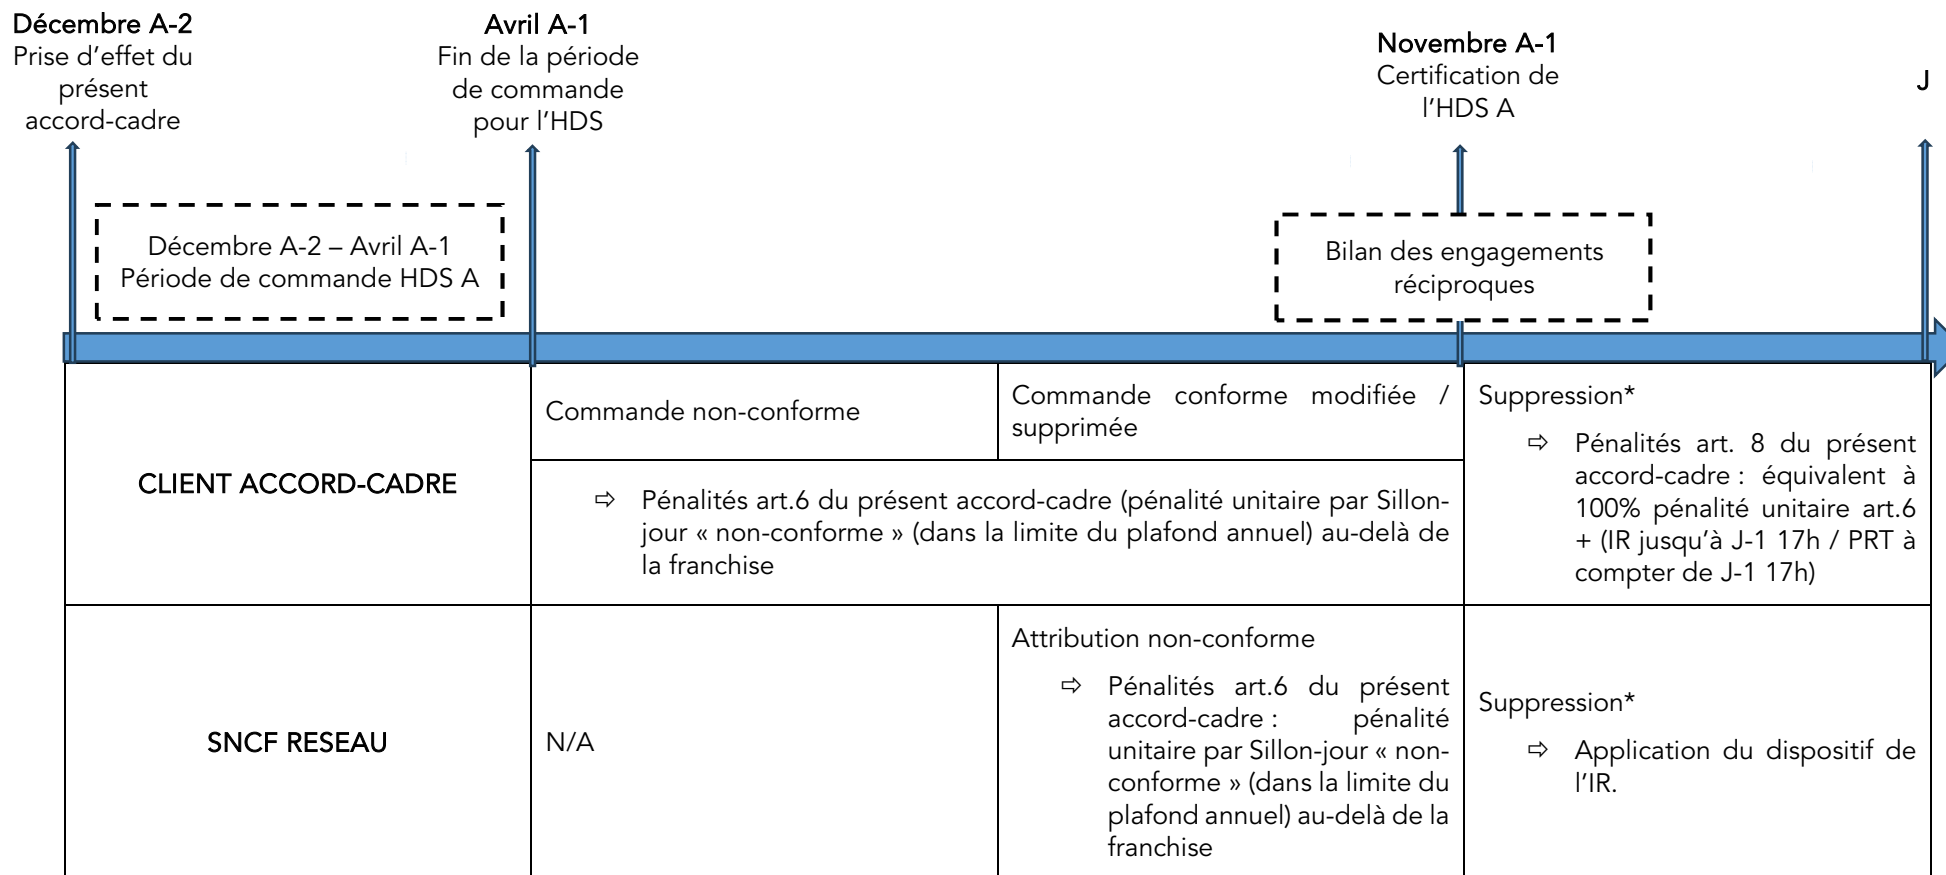 Décembre A-2
Prise d’effet du
présent
accord-cadre
Avril A-1
Fin de la période
de commande
pour l’HDS
Novembre A-1
Certification de
l’HDS A
J
Décembre A-2 – Avril A-1
Période de commande HDS A
Bilan des engagements
réciproques
CLIENT ACCORD-CADRE
Commande non-conforme
Commande conforme modifiée /
supprimée
⇨ Pénalités art.6 du présent accord-cadre (pénalité unitaire par Sillon-
jour « non-conforme » (dans la limite du plafond annuel) au-delà de
la franchise
Suppression*
⇨ Pénalités art. 8 du présent
accord-cadre : équivalent à
100% pénalité unitaire art.6
+ (IR jusqu’à J-1 17h / PRT à
compter de J-1 17h)
SNCF RESEAU
N/A
Attribution non-conforme
⇨ Pénalités art.6 du présent
accord-cadre : pénalité
unitaire par Sillon-jour « non-
conforme » (dans la limite du
plafond annuel) au-delà de la
franchise
Suppression*
⇨ Application du dispositif de
l’IR.